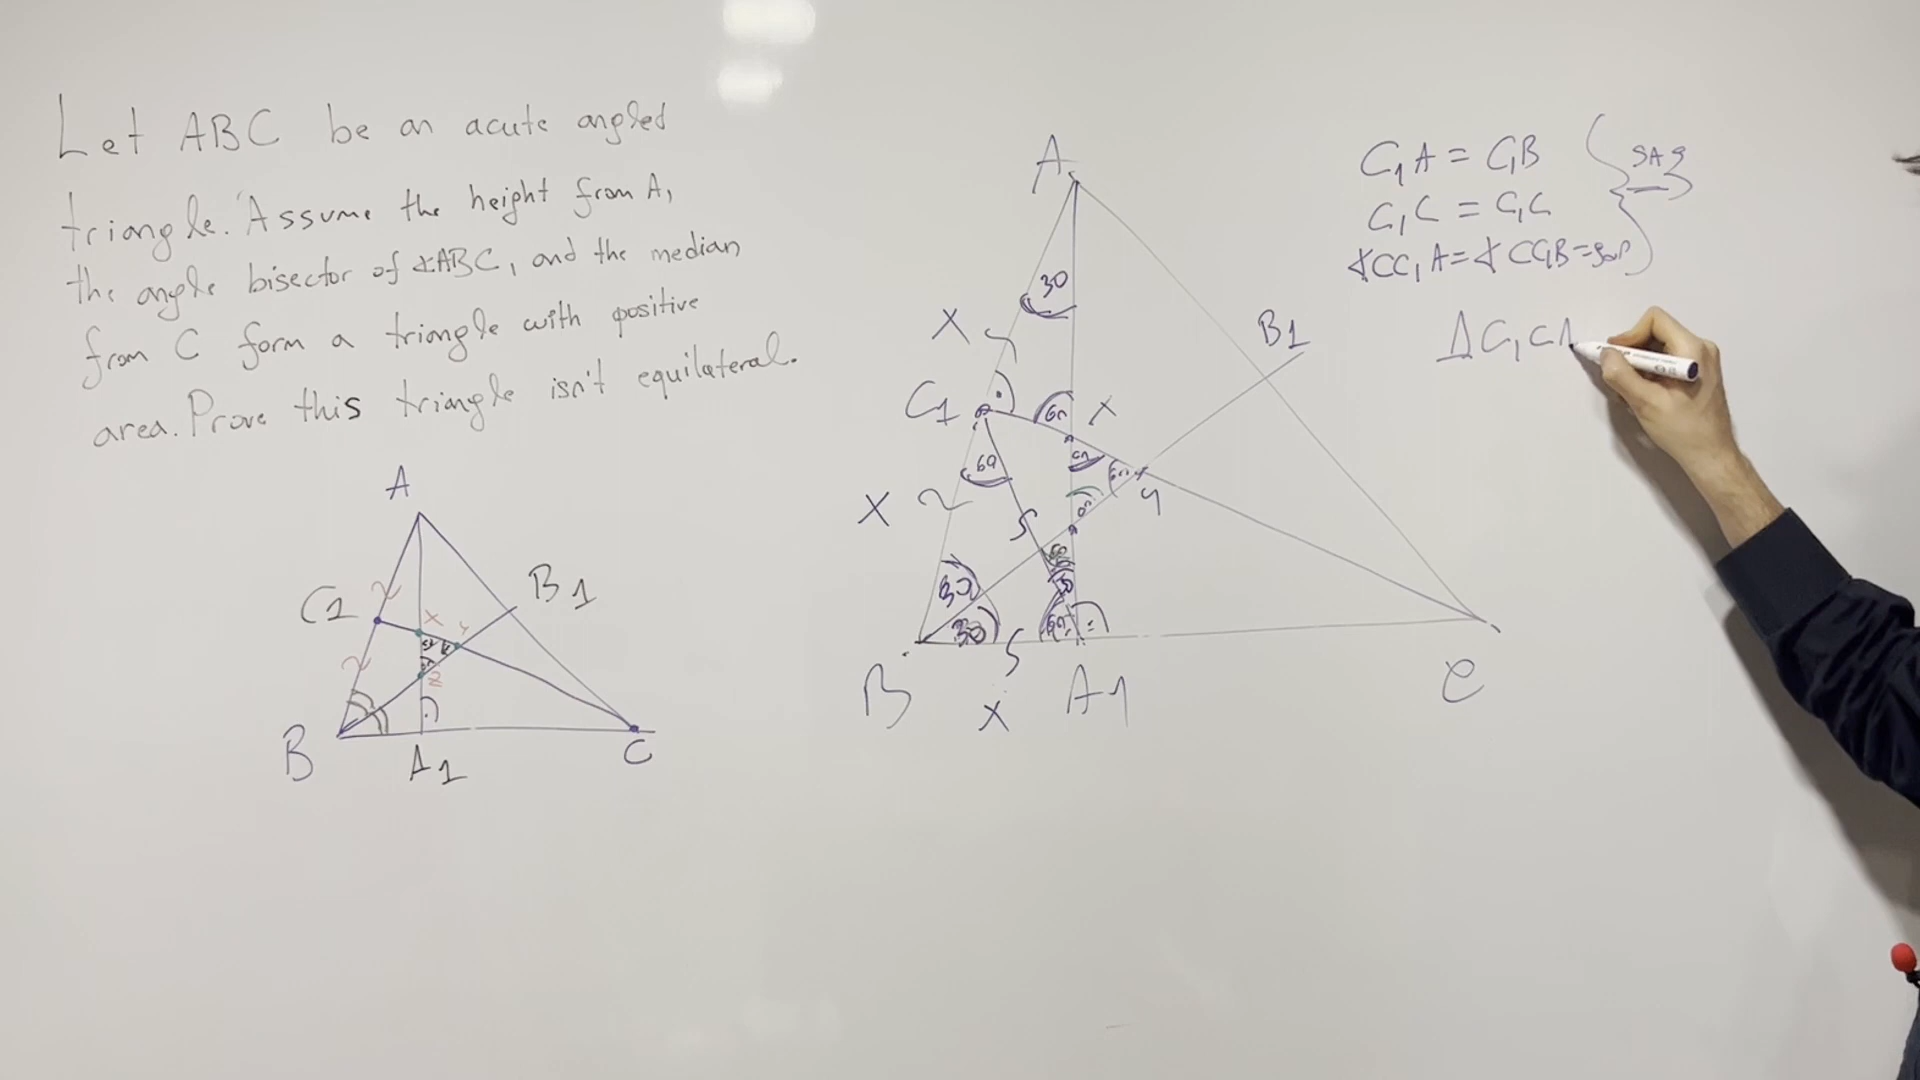 Let ABC be an acute angled
triangle. Assume the height from A,
the angle bisector of ∢ABC, and the median
from C form a triangle with positive
area. Prove this triangle isn't equilateral.
A
C1
B1
X
Y
Z
B
A1
C
A
30
X
B1
C1
60
X
60
60
60
X
Y
60
30
30
30
60
B
X
A1
C
C₁A = C₁B
C₁C = C₁C
∢CC₁A = ∢CC₁B =
SAS
ΔC₁CA